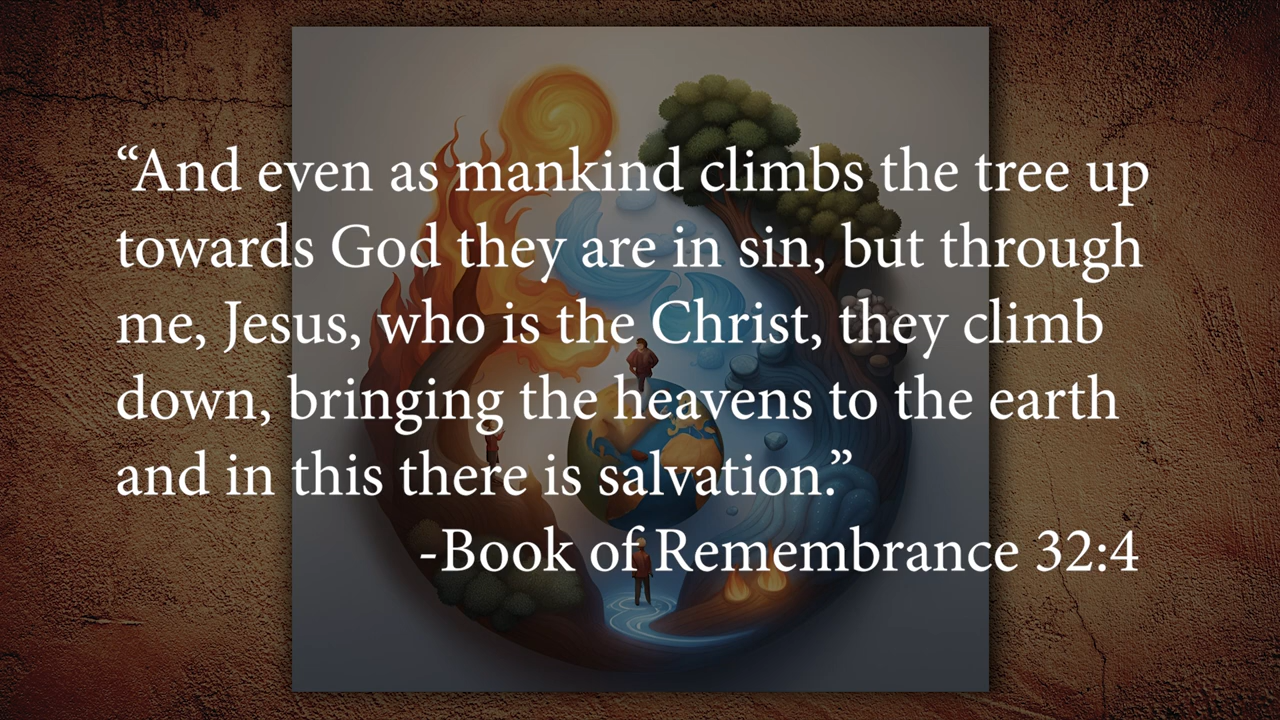 “And even as mankind climbs the tree up
towards God they are in sin, but through
me, Jesus, who is the Christ, they climb
down, bringing the heavens to the earth
and in this there is salvation.”
-Book of Remembrance 32:4